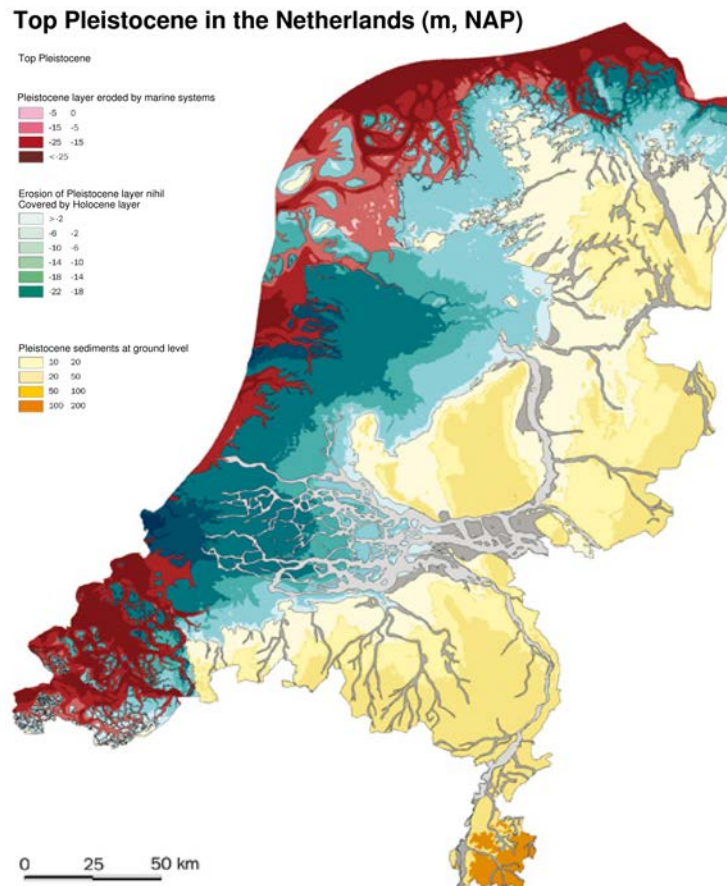 Top Pleistocene in the Netherlands (m, NAP)
Top Pleistocene
Pleistocene layer eroded by marine systems
-5 0
-15 -5
-25 -15
<-25
Erosion of Pleistocene layer nihil
Covered by Holocene layer
>-2
-6 -2
-10 -6
-14 -10
-18 -14
-22 -18
Pleistocene sediments at ground level
10 20
20 50
50 100
100 200
0 25 50 km